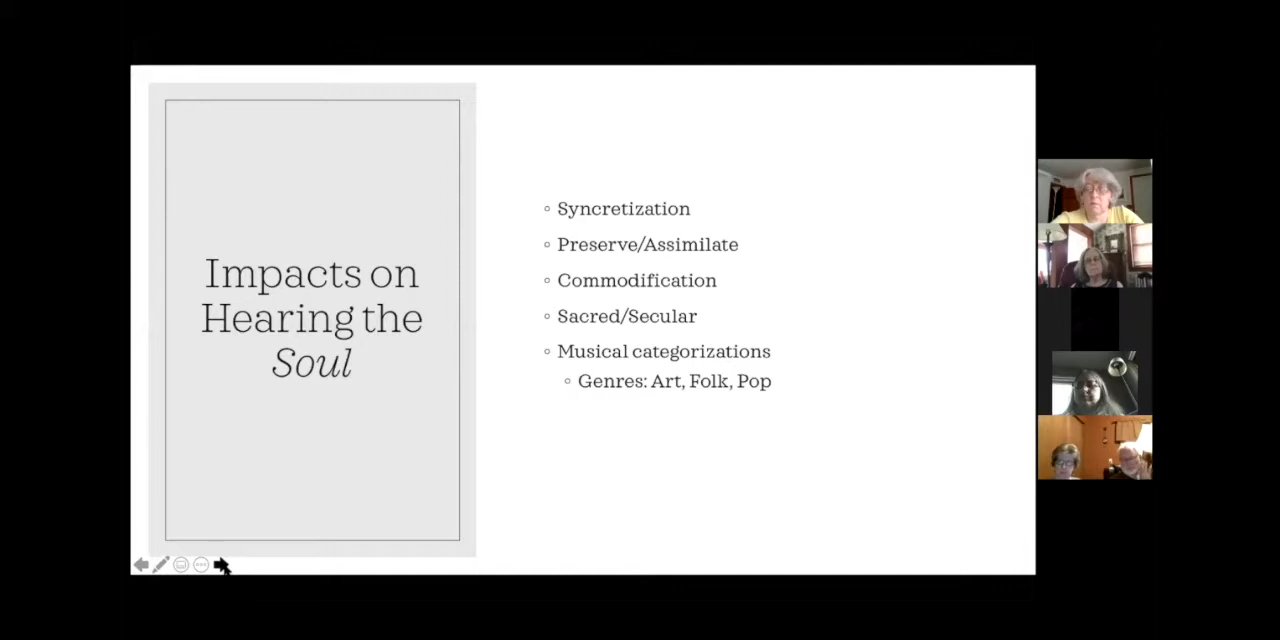 Impacts on
Hearing the
Soul
Syncretization
Preserve/Assimilate
Commodification
Sacred/Secular
Musical categorizations
Genres: Art, Folk, Pop